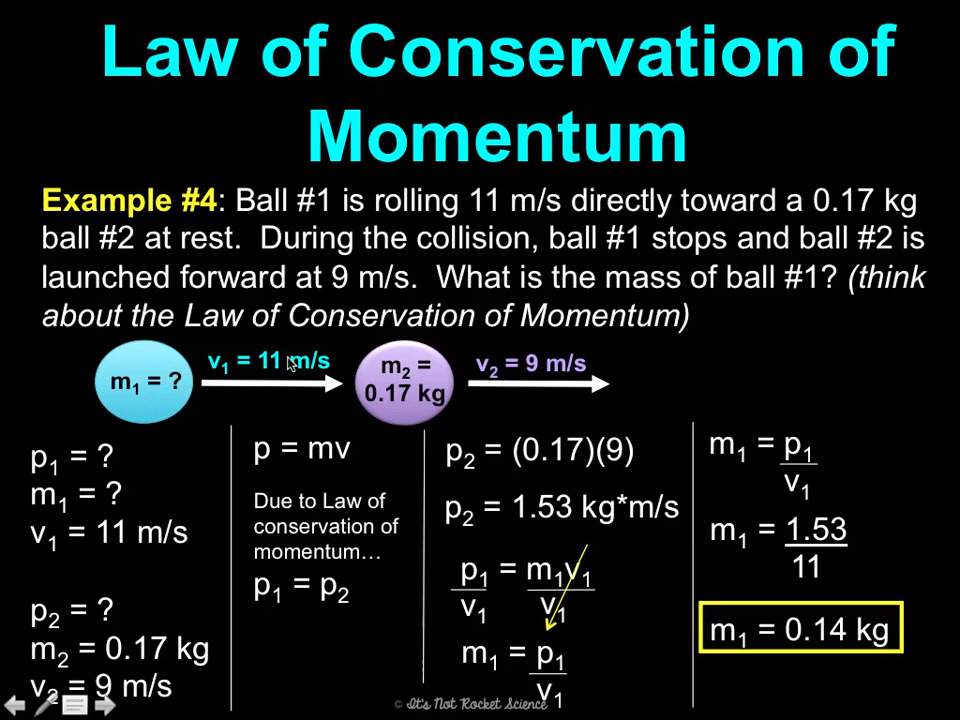 Law of Conservation of
Momentum
Example #4: Ball #1 is rolling 11 m/s directly toward a 0.17 kg
ball #2 at rest.  During the collision, ball #1 stops and ball #2 is
launched forward at 9 m/s.  What is the mass of ball #1? (think
about the Law of Conservation of Momentum)
m₁ = ?
v₁ = 11 m/s
m₂ =
0.17 kg
v₂ = 9 m/s
p₁ = ?
m₁ = ?
v₁ = 11 m/s
p₂ = ?
m₂ = 0.17 kg
v₂ = 9 m/s
p = mv
Due to Law of
conservation of
momentum…
p₁ = p₂
p₂ = (0.17)(9)
p₂ = 1.53 kg*m/s
p₁ = m₁v₁
v₁ v₁
m₁ = p₁
v₁
m₁ = p₁
v₁
m₁ = 1.53
11
m₁ = 0.14 kg
© It's Not Rocket Science